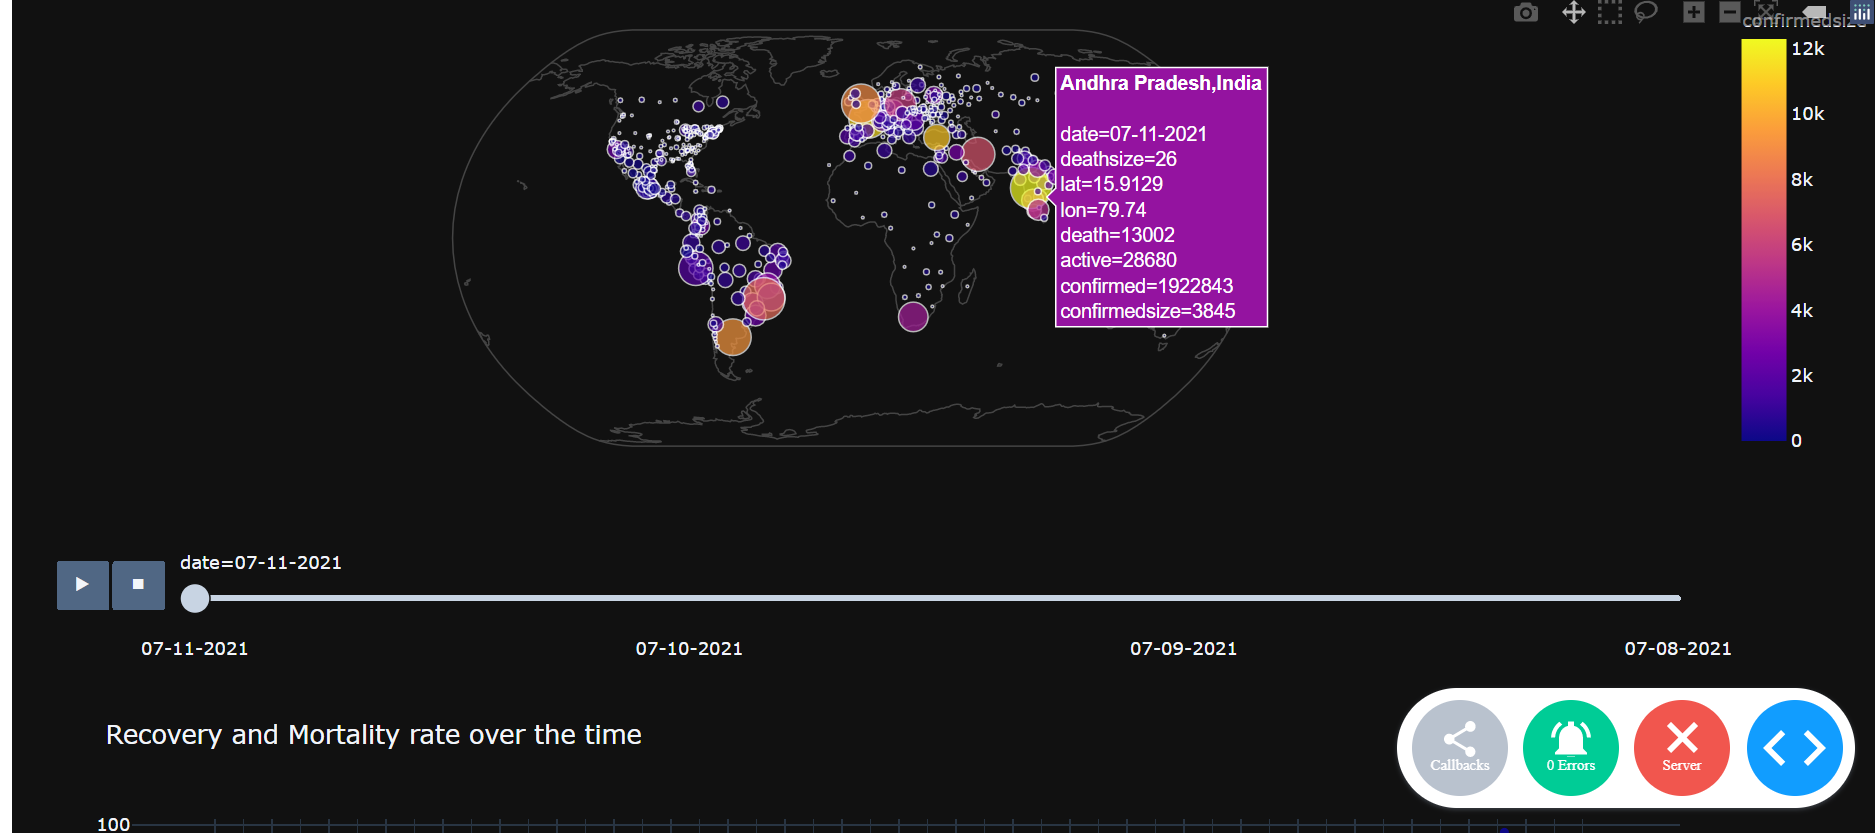 confirmedsize
12k
10k
8k
6k
4k
2k
0
Andhra Pradesh,India
date=07-11-2021
deathsize=26
lat=15.9129
lon=79.74
death=13002
active=28680
confirmed=1922843
confirmedsize=3845
date=07-11-2021
07-11-2021
07-10-2021
07-09-2021
07-08-2021
Recovery and Mortality rate over the time
Callbacks
0 Errors
Server
100